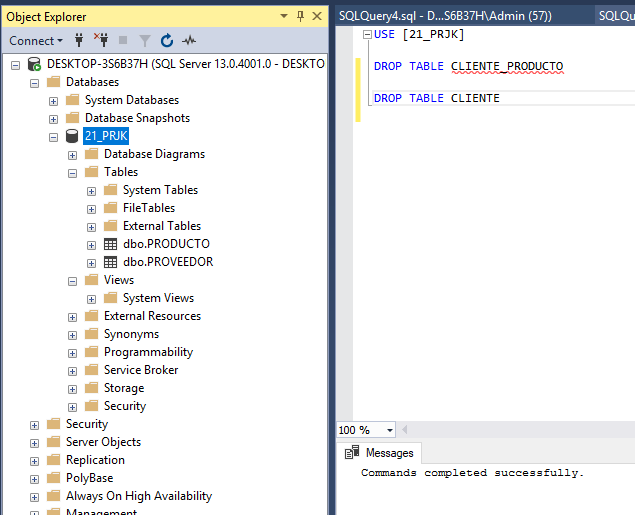 Object Explorer
Connect
DESKTOP-3S6B37H (SQL Server 13.0.4001.0 - DESKTO
Databases
System Databases
Database Snapshots
21_PRJK
Database Diagrams
Tables
System Tables
FileTables
External Tables
dbo.PRODUCTO
dbo.PROVEEDOR
Views
System Views
External Resources
Synonyms
Programmability
Service Broker
Storage
Security
Security
Server Objects
Replication
PolyBase
Always On High Availability
Management
SQLQuery4.sql - D...S6B37H\Admin (57))
SQLQu
USE [21_PRJK]
DROP TABLE CLIENTE_PRODUCTO
DROP TABLE CLIENTE
100 %
Messages
Commands completed successfully.